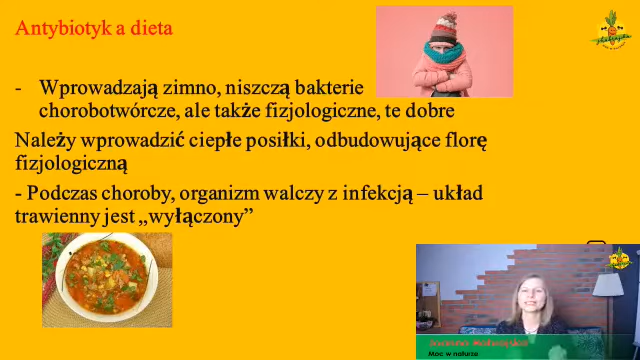 Antybiotyk a dieta
- Wprowadzają zimno, niszczą bakterie
chorobotwórcze, ale także fizjologiczne, te dobre
Należy wprowadzić ciepłe posiłki, odbudowujące florę
fizjologiczną
- Podczas choroby, organizm walczy z infekcją – układ
trawienny jest „wyłączony”
Moc w naturze